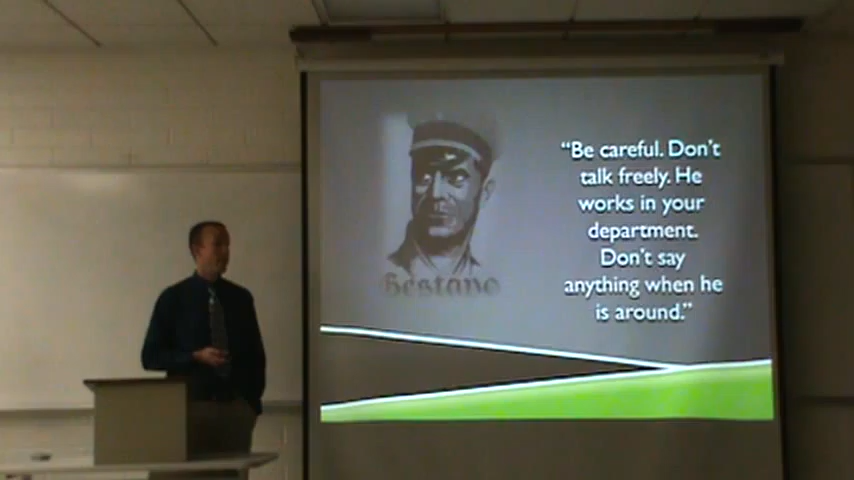 Gestapo
“Be careful. Don't
talk freely. He
works in your
department.
Don't say
anything when he
is around.”